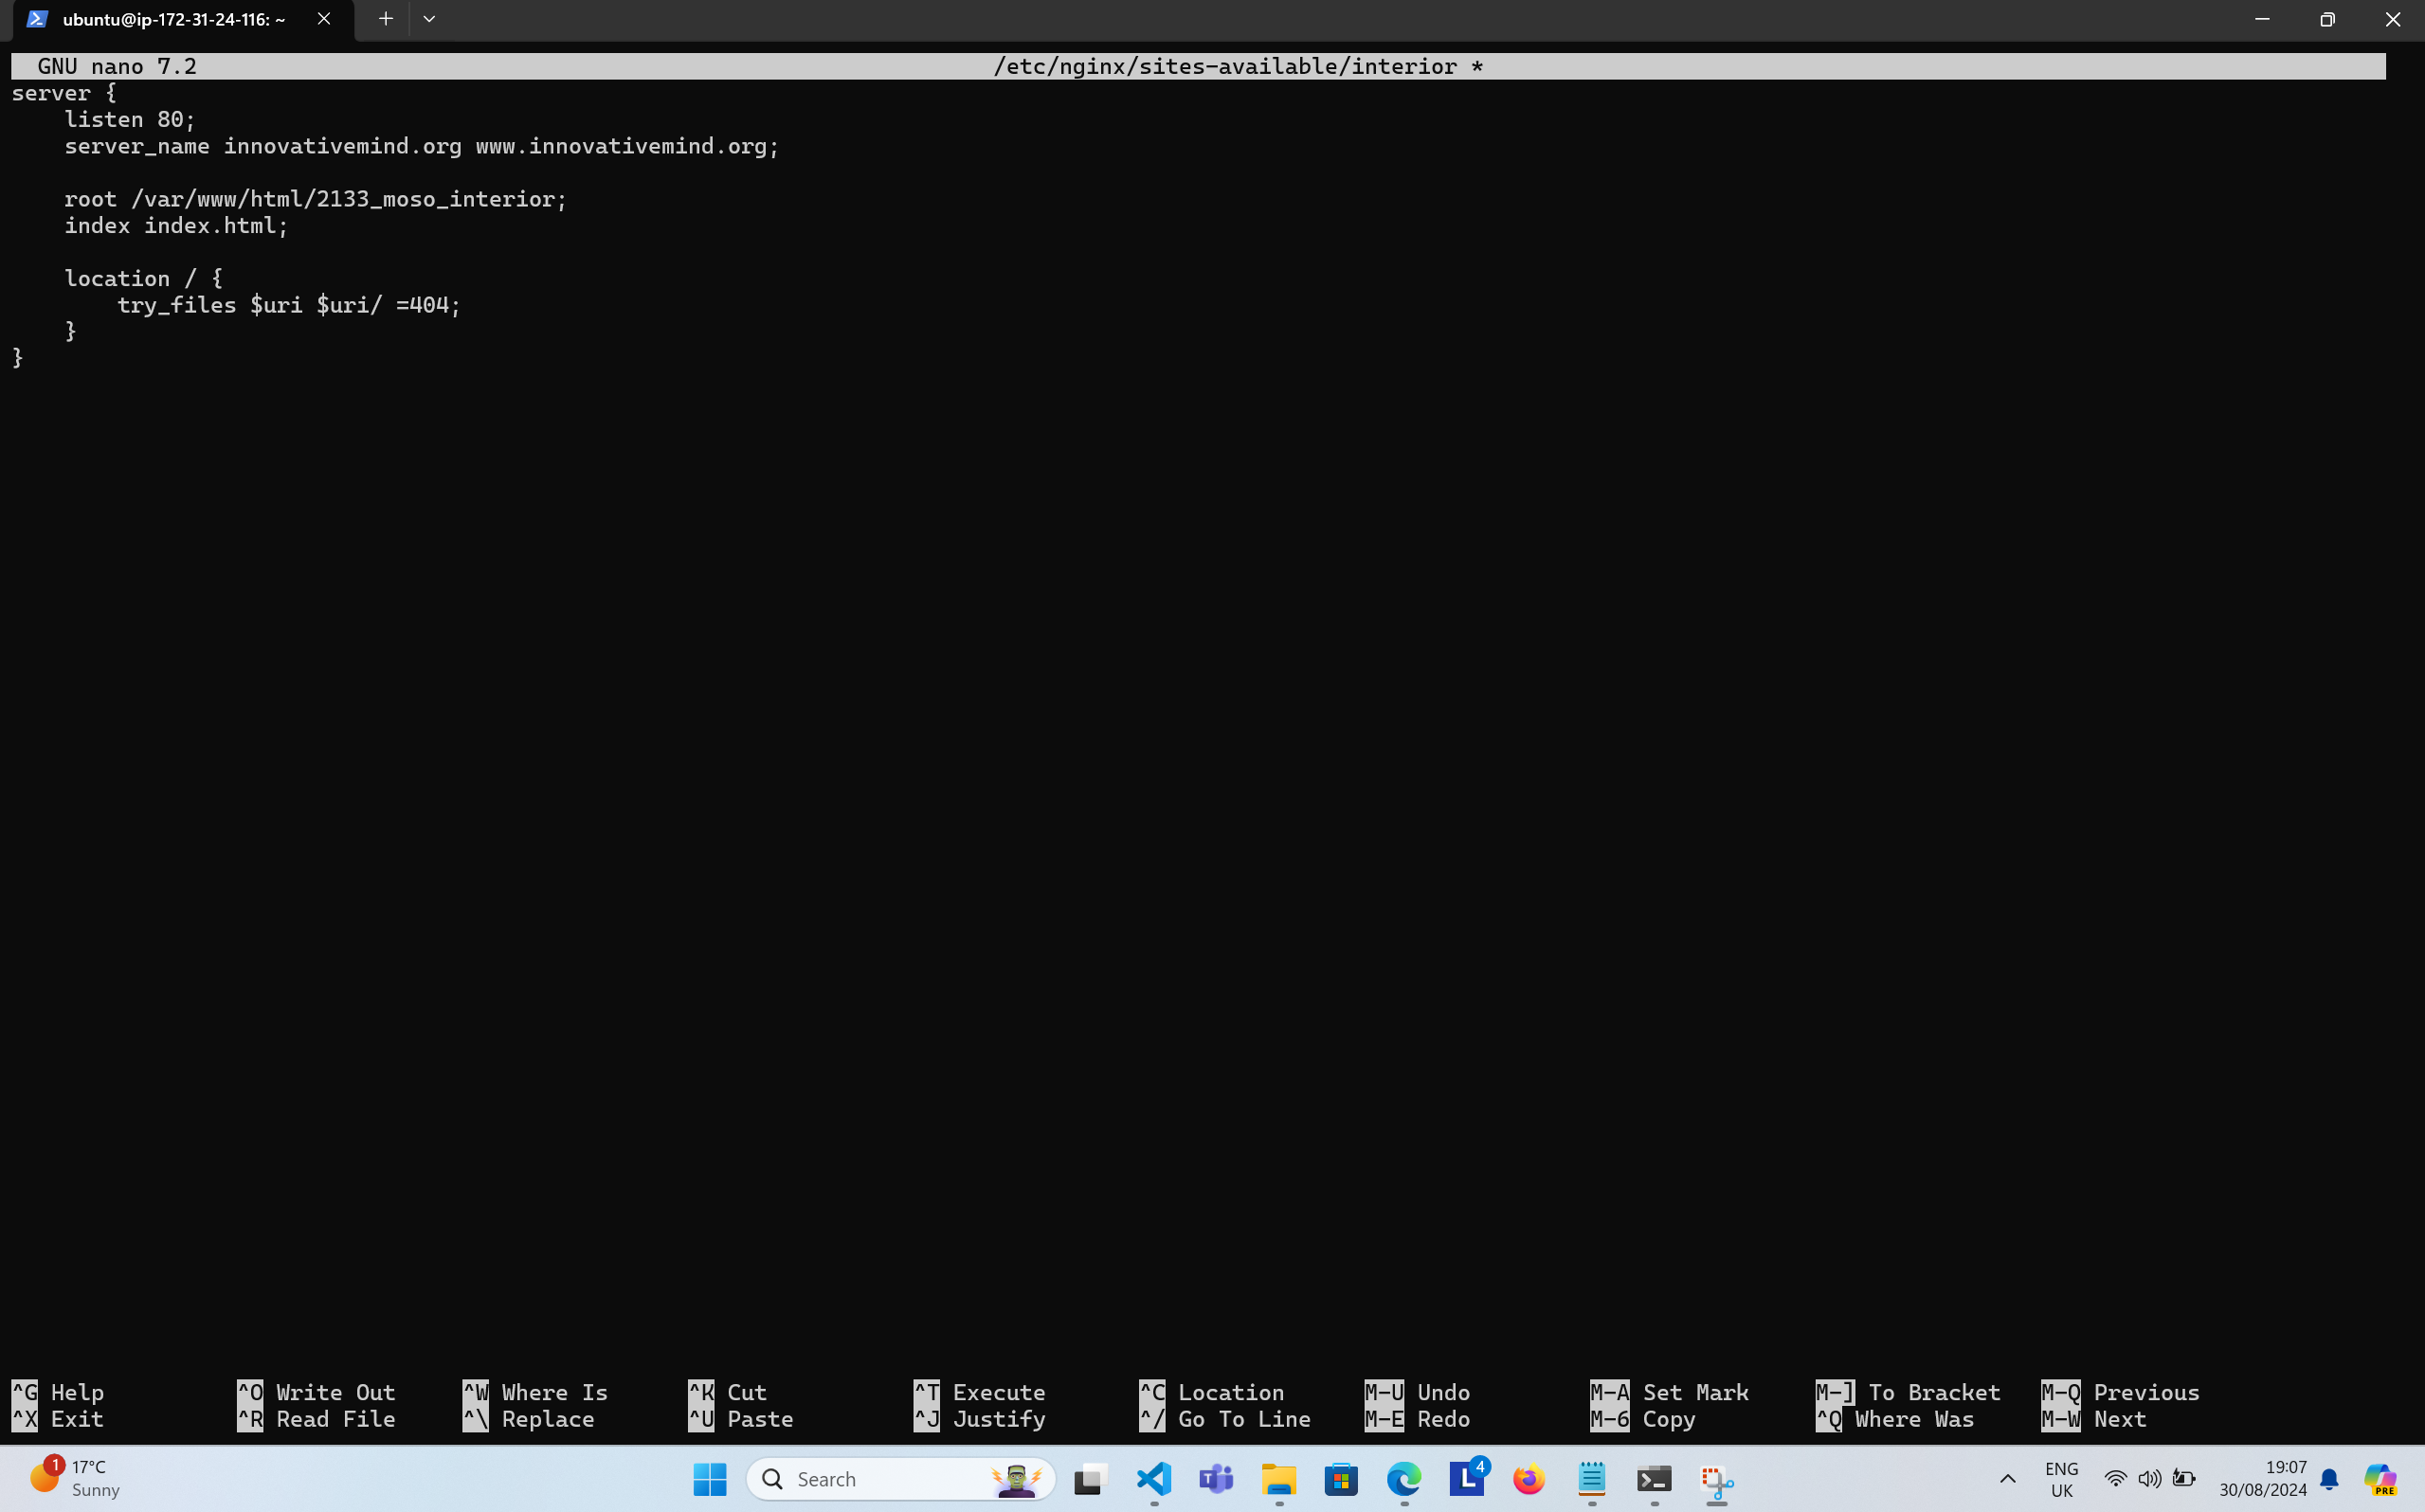 ubuntu@ip-172-31-24-116: ~
GNU nano 7.2 /etc/nginx/sites-available/interior *
server {
    listen 80;
    server_name innovativemind.org www.innovativemind.org;

    root /var/www/html/2133_moso_interior;
    index index.html;

    location / {
        try_files $uri $uri/ =404;
    }
}
^G Help ^O Write Out ^W Where Is ^K Cut ^T Execute ^C Location M-U Undo M-A Set Mark M-] To Bracket M-Q Previous
^X Exit ^R Read File ^\ Replace ^U Paste ^J Justify ^/ Go To Line M-E Redo M-6 Copy ^Q Where Was M-W Next
1 17°C
Sunny
Search
T
L 4
ENG
UK
19:07
30/08/2024
PRE